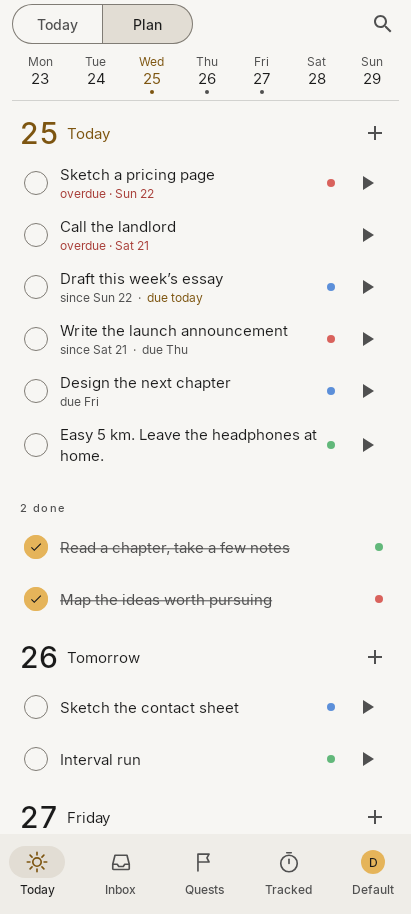 Today
Plan
Mon Tue Wed Thu Fri Sat Sun
23 24 25 26 27 28 29
25 Today
Sketch a pricing page
overdue · Sun 22
Call the landlord
overdue · Sat 21
Draft this week’s essay
since Sun 22 · due today
Write the launch announcement
since Sat 21 · due Thu
Design the next chapter
due Fri
Easy 5 km. Leave the headphones at
home.
2 done
Read a chapter, take a few notes
Map the ideas worth pursuing
26 Tomorrow
Sketch the contact sheet
Interval run
27 Friday
D
Today Inbox Quests Tracked Default